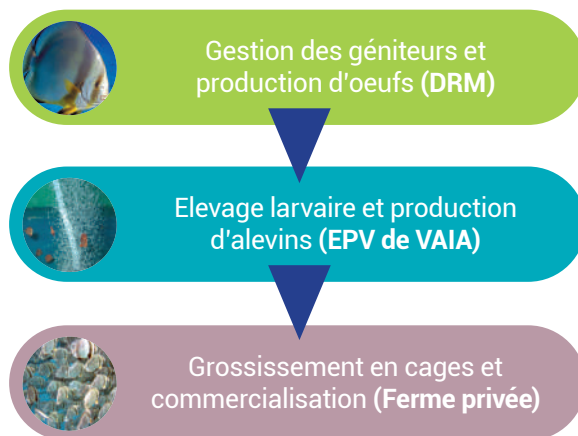 Gestion des géniteurs et
production d'oeufs (DRM)
Elevage larvaire et production
d'alevins (EPV de VAIA)
Grossissement en cages et
commercialisation (Ferme privée)